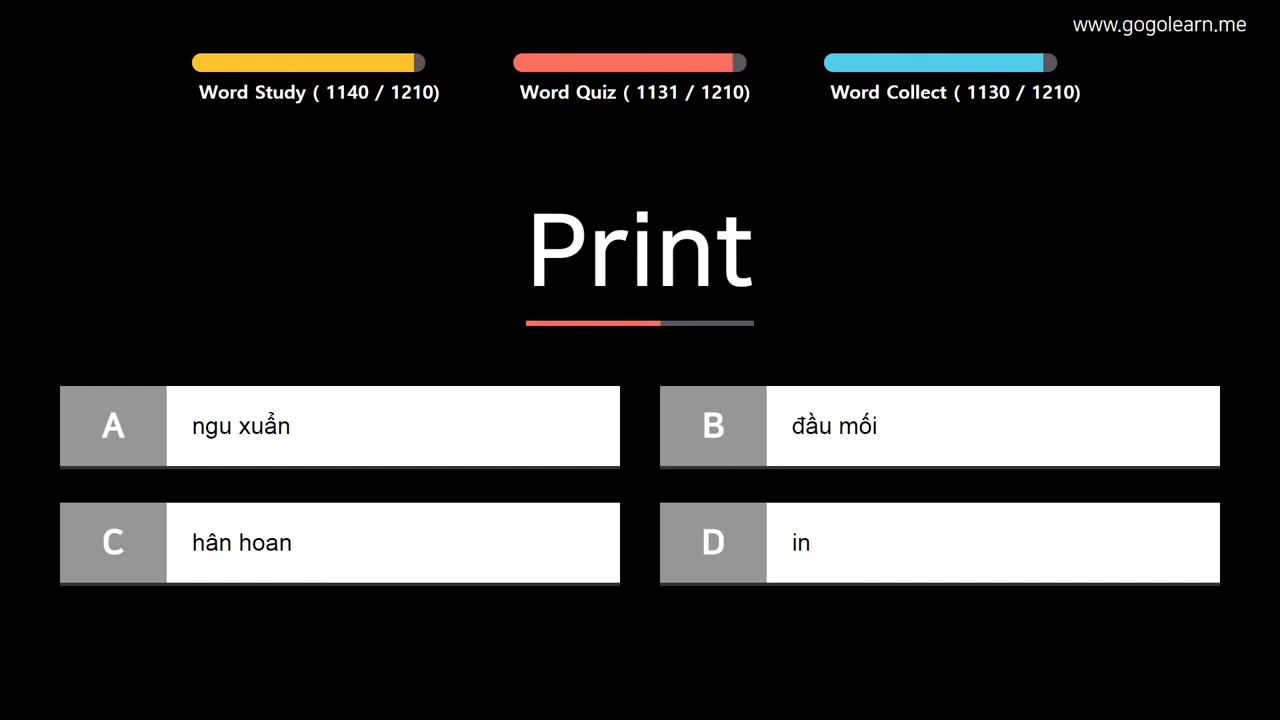 www.gogolearn.me
Word Study ( 1140 / 1210)
Word Quiz ( 1131 / 1210)
Word Collect ( 1130 / 1210)
Print
A
ngu xuẩn
B
đầu mối
C
hân hoan
D
in